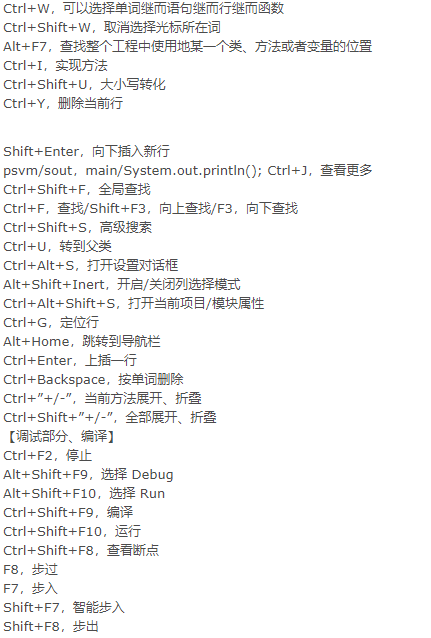 Ctrl+W，可以选择单词继而语句继而行继而函数
Ctrl+Shift+W，取消选择光标所在词
Alt+F7，查找整个工程中使用地某一个类、方法或者变量的位置
Ctrl+I，实现方法
Ctrl+Shift+U，大小写转化
Ctrl+Y，删除当前行
Shift+Enter，向下插入新行
psvm/sout，main/System.out.println(); Ctrl+J，查看更多
Ctrl+Shift+F，全局查找
Ctrl+F，查找/Shift+F3，向上查找/F3，向下查找
Ctrl+Shift+S，高级搜索
Ctrl+U，转到父类
Ctrl+Alt+S，打开设置对话框
Alt+Shift+Inert，开启/关闭列选择模式
Ctrl+Alt+Shift+S，打开当前项目/模块属性
Ctrl+G，定位行
Alt+Home，跳转到导航栏
Ctrl+Enter，上插一行
Ctrl+Backspace，按单词删除
Ctrl+”+/-”，当前方法展开、折叠
Ctrl+Shift+”+/-”，全部展开、折叠
【调试部分、编译】
Ctrl+F2，停止
Alt+Shift+F9，选择 Debug
Alt+Shift+F10，选择 Run
Ctrl+Shift+F9，编译
Ctrl+Shift+F10，运行
Ctrl+Shift+F8，查看断点
F8，步过
F7，步入
Shift+F7，智能步入
Shift+F8，步出